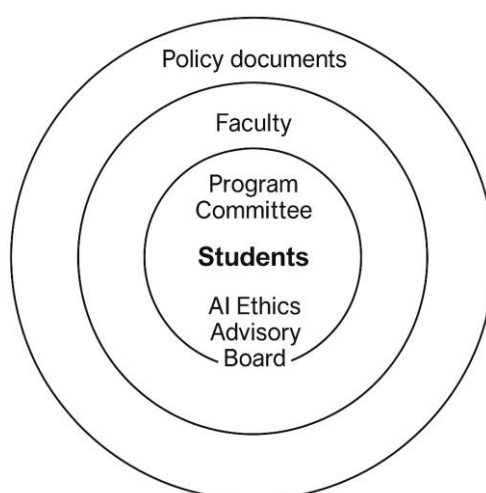 Policy documents
Faculty
Program
Committee
Students
AI Ethics
Advisory
Board